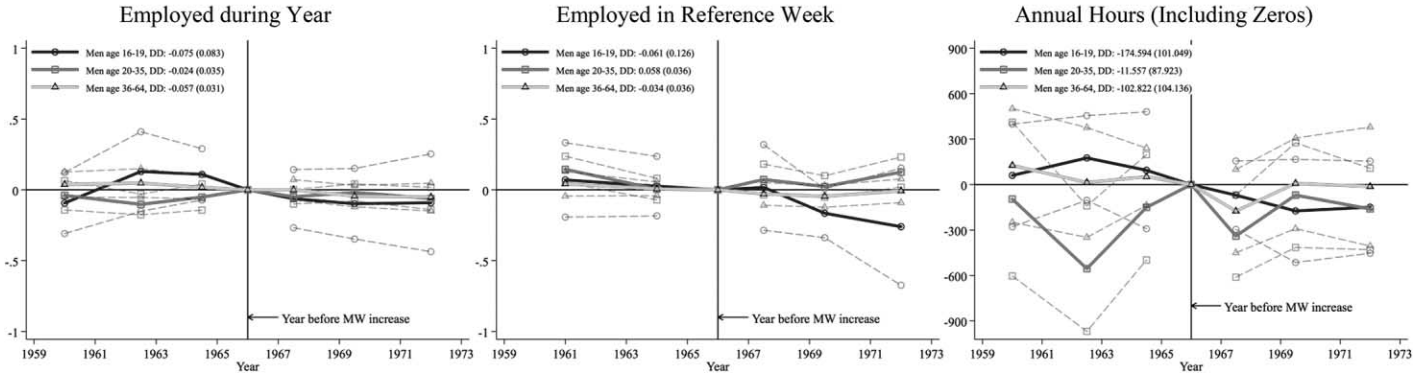 Employed during Year
1
.5
0
-.5
-1
Men age 16-19, DD: -0.075 (0.083)
Men age 20-35, DD: -0.024 (0.035)
Men age 36-64, DD: -0.057 (0.031)
Year before MW increase
1959 1961 1963 1965 1967 1969 1971 1973
Year
Employed in Reference Week
1
.5
0
-.5
-1
Men age 16-19, DD: -0.061 (0.126)
Men age 20-35, DD: 0.058 (0.036)
Men age 36-64, DD: -0.034 (0.036)
Year before MW increase
1959 1961 1963 1965 1967 1969 1971 1973
Year
Annual Hours (Including Zeros)
900
600
300
0
-300
-600
-900
Men age 16-19, DD: -174.594 (101.049)
Men age 20-35, DD: -11.557 (87.923)
Men age 36-64, DD: -102.822 (104.136)
Year before MW increase
1959 1961 1963 1965 1967 1969 1971 1973
Year